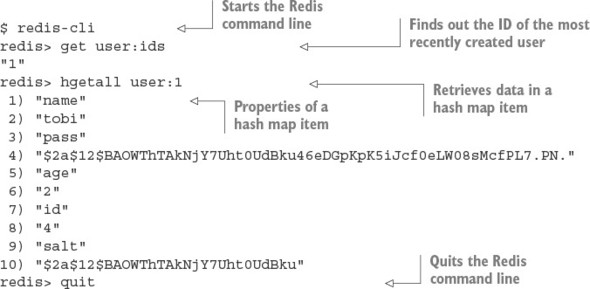 $ redis-cli
Starts the Redis
command line
redis> get user:ids
Finds out the ID of the most
recently created user
"1"
redis> hgetall user:1
Retrieves data in a
hash map item
1) "name"
Properties of a
hash map item
2) "tobi"
3) "pass"
4) "$2a$12$BAOWThTAkNjY7Uht0UdBku46eDGpKpK5iJcf0eLW08sMcfPL7.PN."
5) "age"
6) "2"
7) "id"
8) "4"
9) "salt"
10) "$2a$12$BAOWThTAkNjY7Uht0UdBku"
redis> quit
Quits the Redis
command line